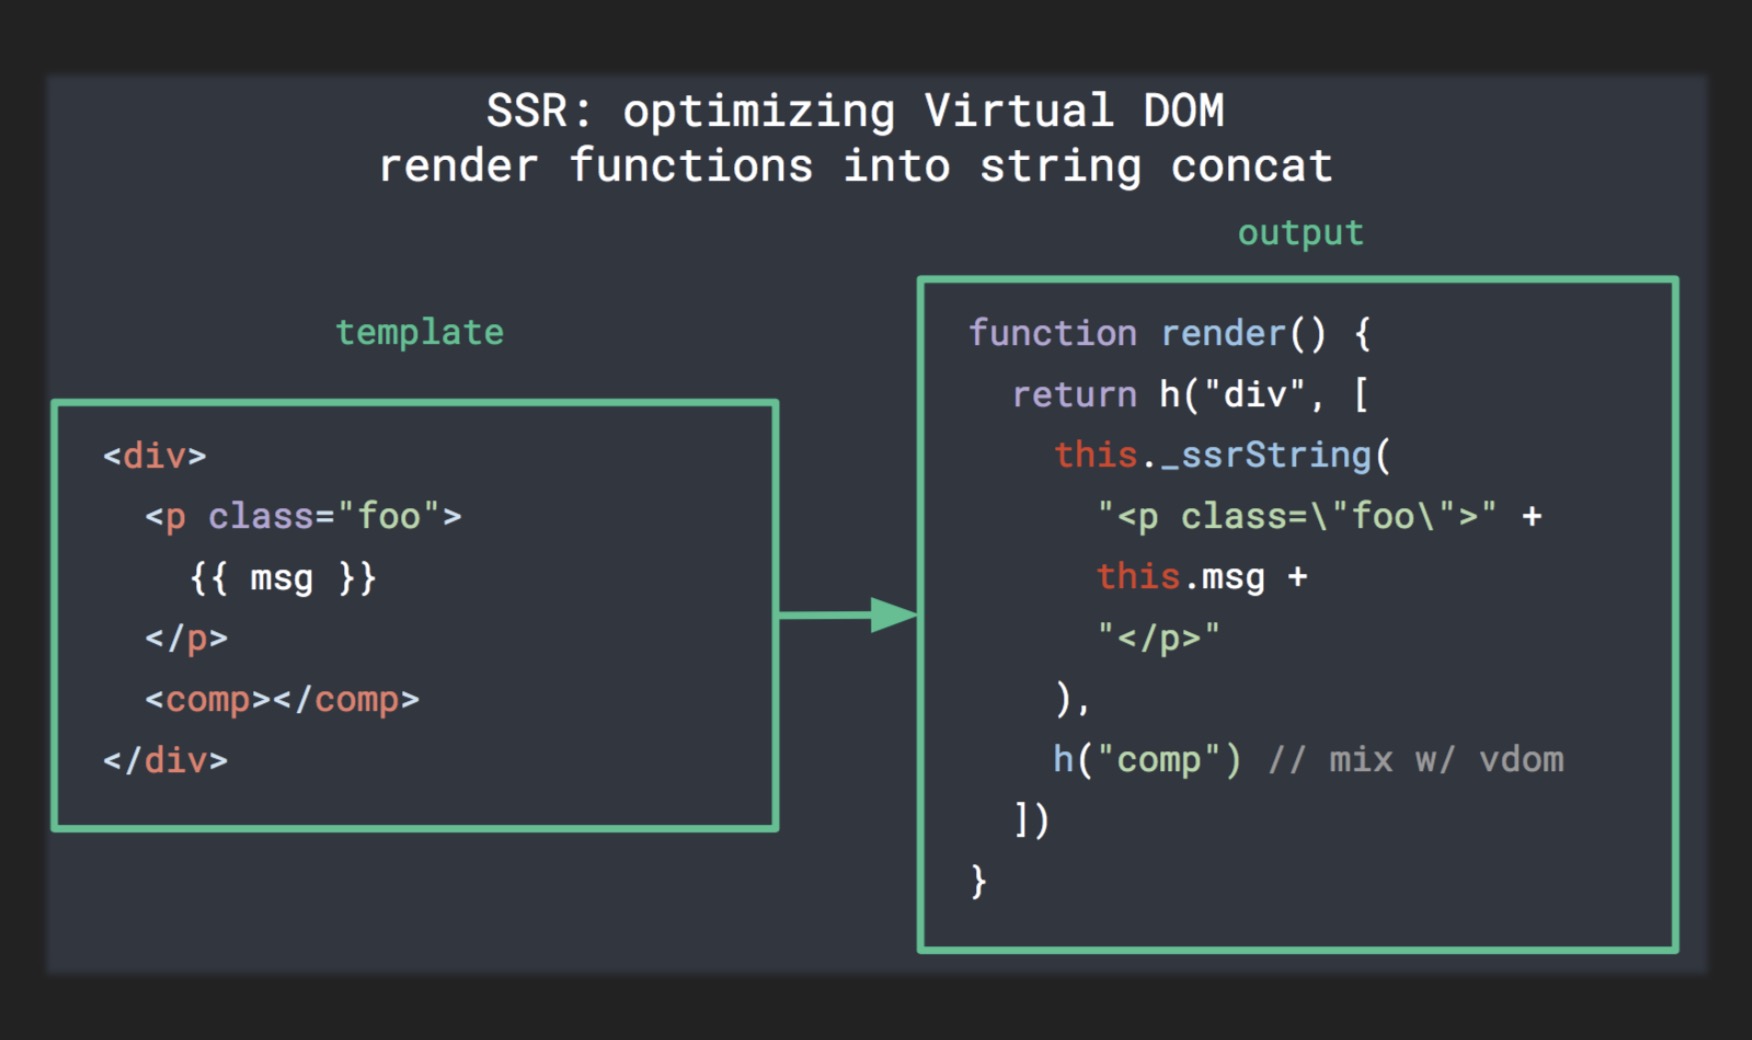 SSR: optimizing Virtual DOM
render functions into string concat
template
<div>
<p class="foo">
{{ msg }}
</p>
<comp></comp>
</div>
output
function render() {
return h("div", [
this._ssrString(
"<p class=\"foo\">" +
this.msg +
"</p>"
),
h("comp") // mix w/ vdom
])
}